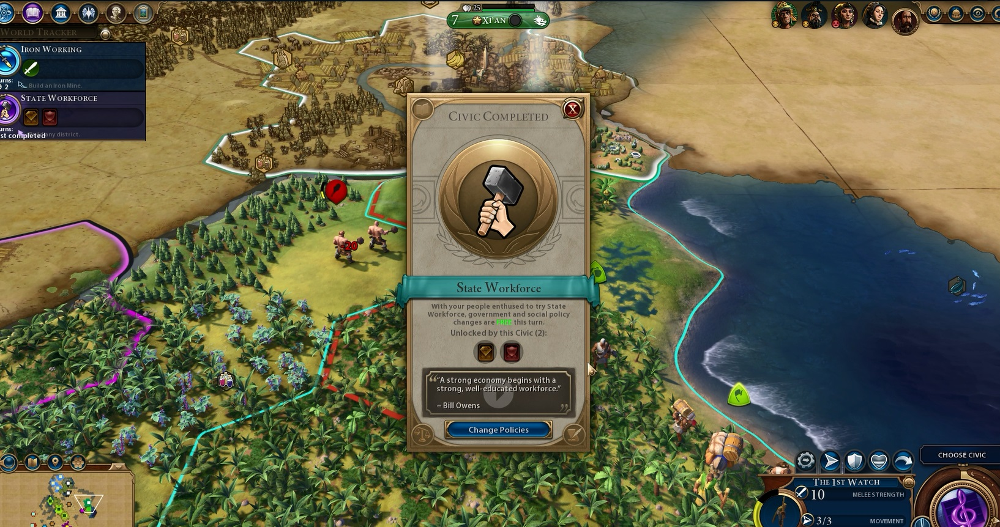 25
7 XI'AN
WORLD TRACKER
IRON WORKING
urns:
2
Build an Iron Mine.
STATE WORKFORCE
urns:
st completed
any district.
-20
CIVIC COMPLETED
X
State Workforce
With your people enthused to try State
Workforce, government and social policy
changes are FREE this turn.
Unlocked by this Civic (2):
“A strong economy begins with a
strong, well-educated workforce.”
– Bill Owens
Change Policies
CHOOSE CIVIC
THE 1ST WATCH
10 MELEE STRENGTH
3/3 MOVEMENT